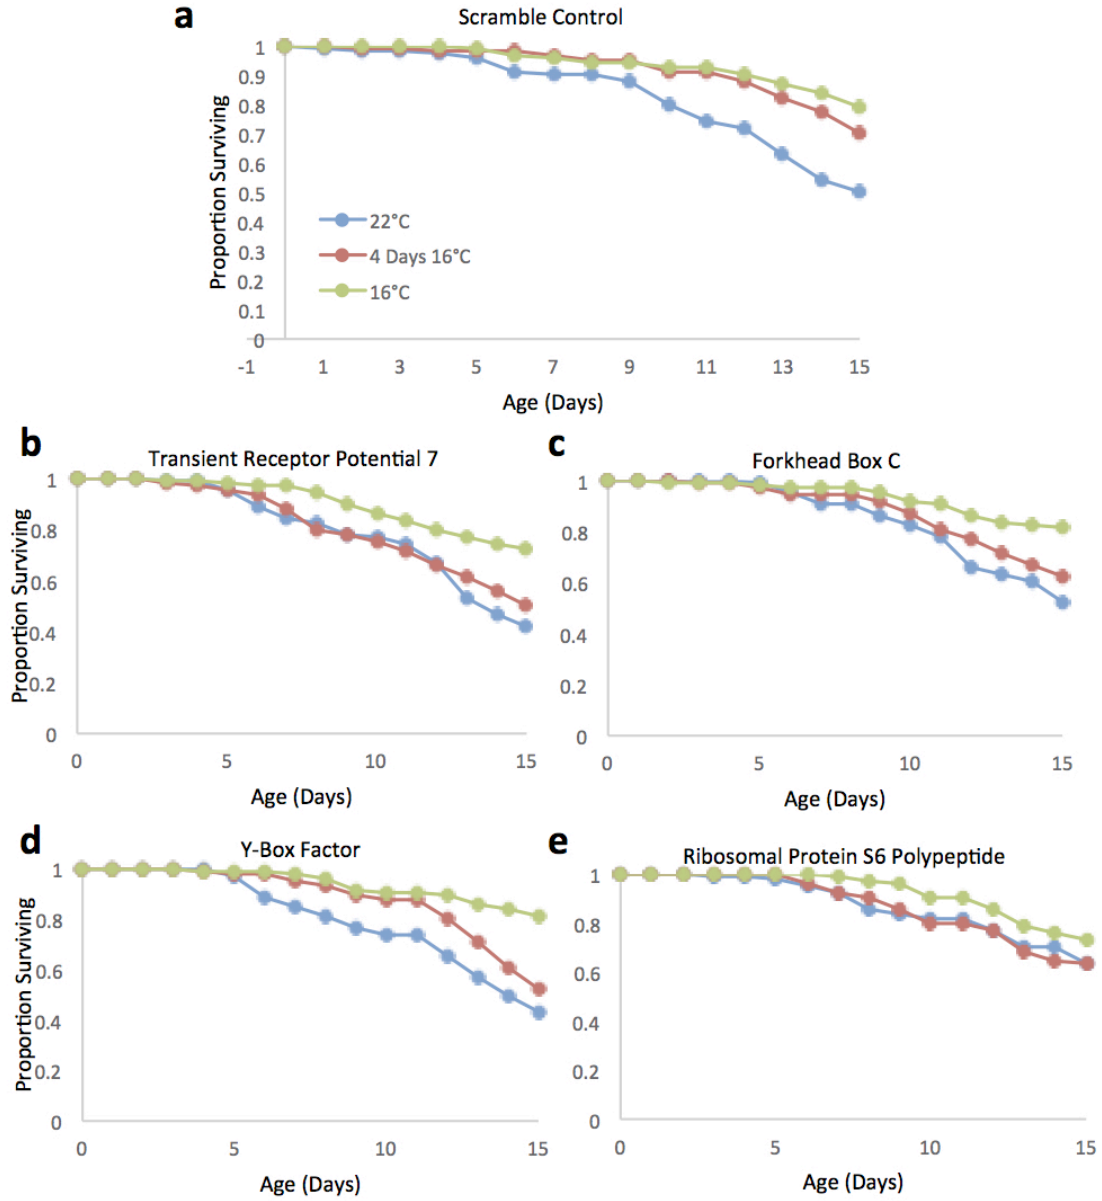 a
Scramble Control
Proportion Surviving
1
0.9
0.8
0.7
0.6
0.5
0.4
0.3
0.2
0.1
0
22°C
4 Days 16°C
16°C
-1 1 3 5 7 9 11 13 15
Age (Days)
b
Transient Receptor Potential 7
Proportion Surviving
1
0.8
0.6
0.4
0.2
0
0 5 10 15
Age (Days)
c
Forkhead Box C
1
0.8
0.6
0.4
0.2
0
0 5 10 15
Age (Days)
d
Y-Box Factor
Proportion Surviving
1
0.8
0.6
0.4
0.2
0
0 5 10 15
Age (Days)
e
Ribosomal Protein S6 Polypeptide
1
0.8
0.6
0.4
0.2
0
0 5 10 15
Age (Days)